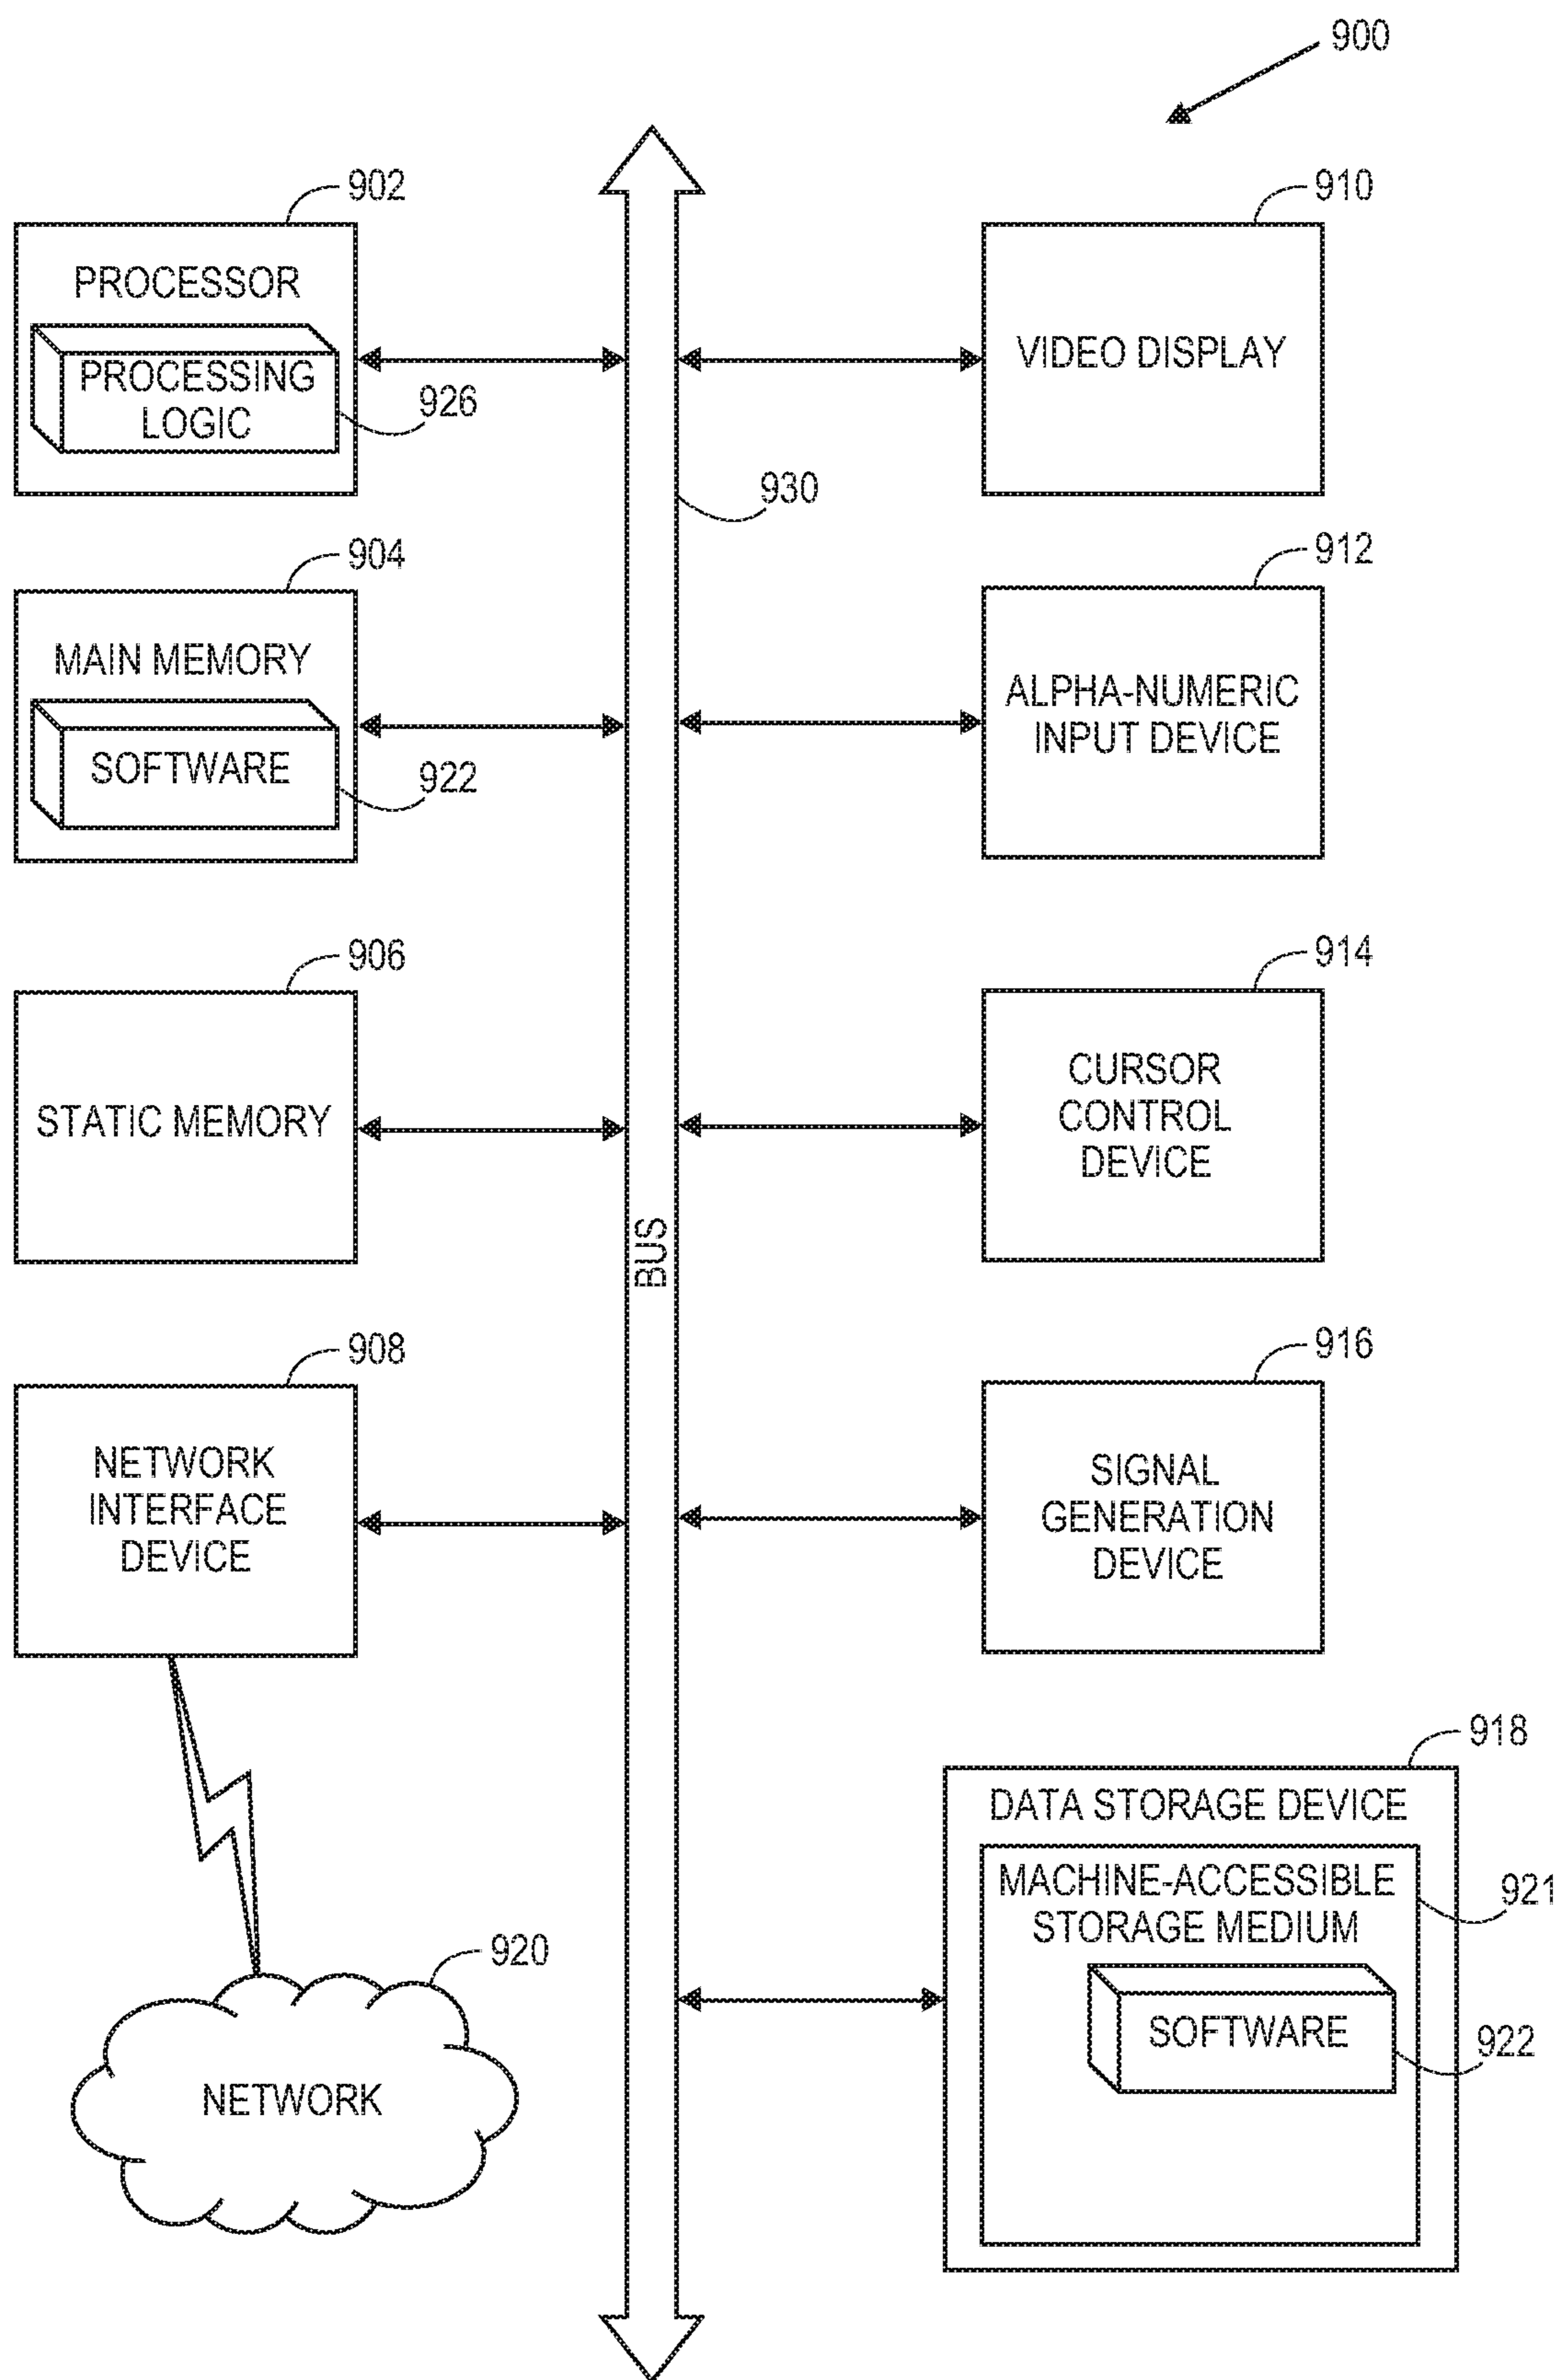 900
902
PROCESSOR
PROCESSING
LOGIC
926
910
VIDEO DISPLAY
930
904
MAIN MEMORY
SOFTWARE
922
912
ALPHA-NUMERIC
INPUT DEVICE
906
STATIC MEMORY
914
CURSOR
CONTROL
DEVICE
BUS
908
NETWORK
INTERFACE
DEVICE
916
SIGNAL
GENERATION
DEVICE
918
DATA STORAGE DEVICE
MACHINE-ACCESSIBLE
STORAGE MEDIUM
921
SOFTWARE
922
920
NETWORK